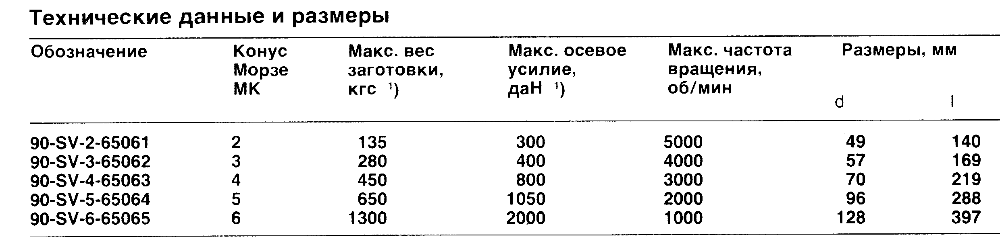 Технические данные и размеры
Обозначение Конус Макс. вес Макс. осевое Макс. частота Размеры, мм
Морзе заготовки, усилие, вращения,
МК кгс ¹) даН ¹) об/мин
d l
90-SV-2-65061 2 135 300 5000 49 140
90-SV-3-65062 3 280 400 4000 57 169
90-SV-4-65063 4 450 800 3000 70 219
90-SV-5-65064 5 650 1050 2000 96 288
90-SV-6-65065 6 1300 2000 1000 128 397